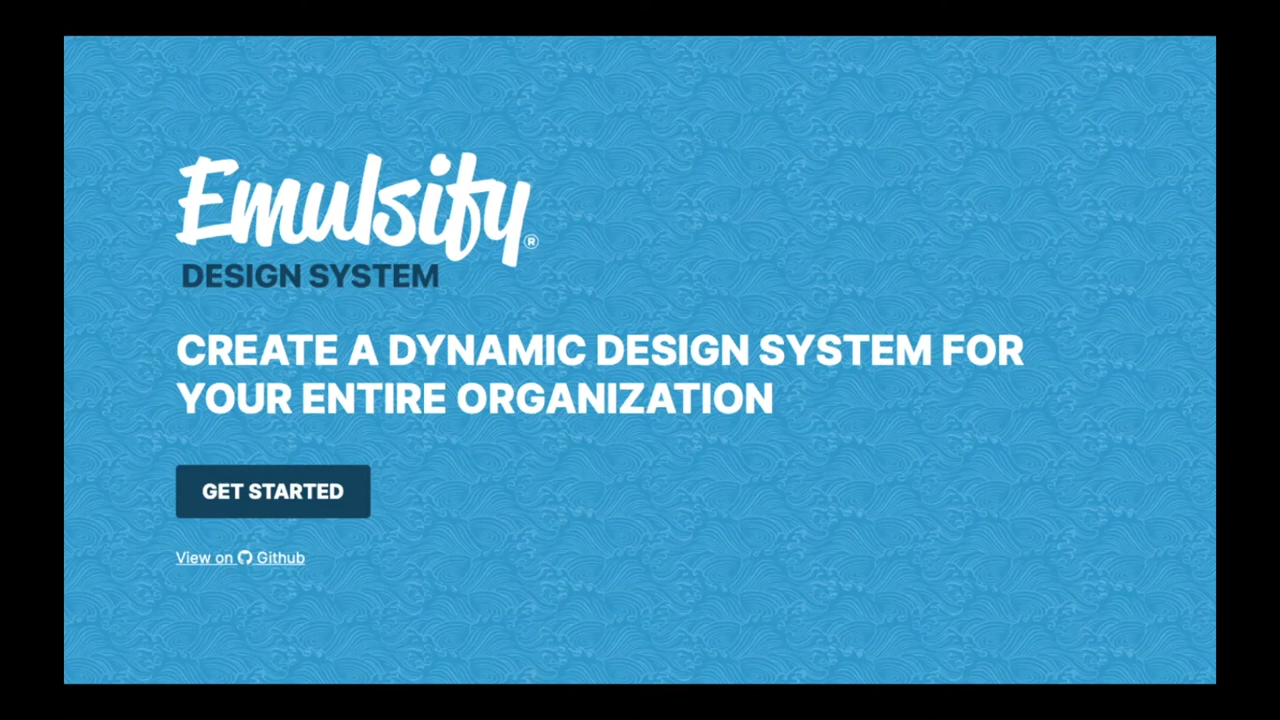 Emulsify®
DESIGN SYSTEM
CREATE A DYNAMIC DESIGN SYSTEM FOR
YOUR ENTIRE ORGANIZATION
GET STARTED
View on Github